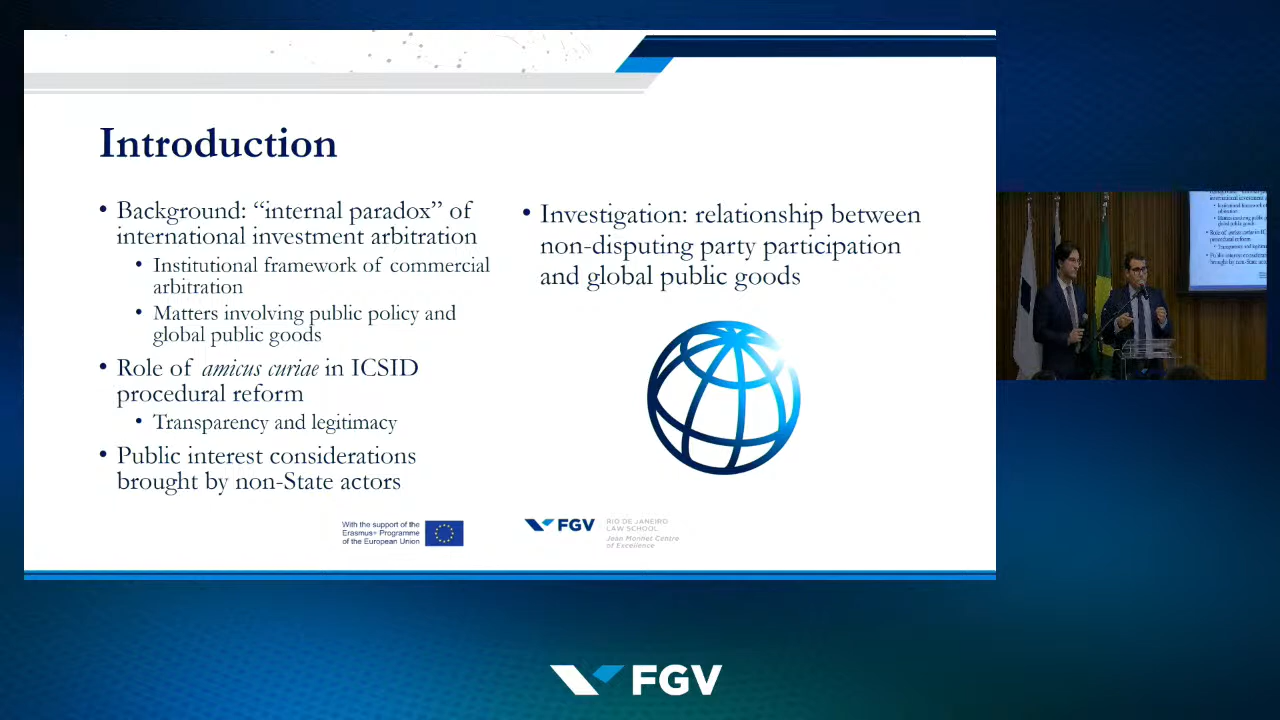 Introduction
• Background: “internal paradox” of
international investment arbitration
• Institutional framework of commercial
arbitration
• Matters involving public policy and
global public goods
• Role of amicus curiae in ICSID
procedural reform
• Transparency and legitimacy
• Public interest considerations
brought by non-State actors
• Investigation: relationship between
non-disputing party participation
and global public goods
With the support of the
Erasmus+ Programme
of the European Union
FGV
RIO DE JANEIRO
LAW SCHOOL
Jean Monnet Centre
of Excellence
FGV